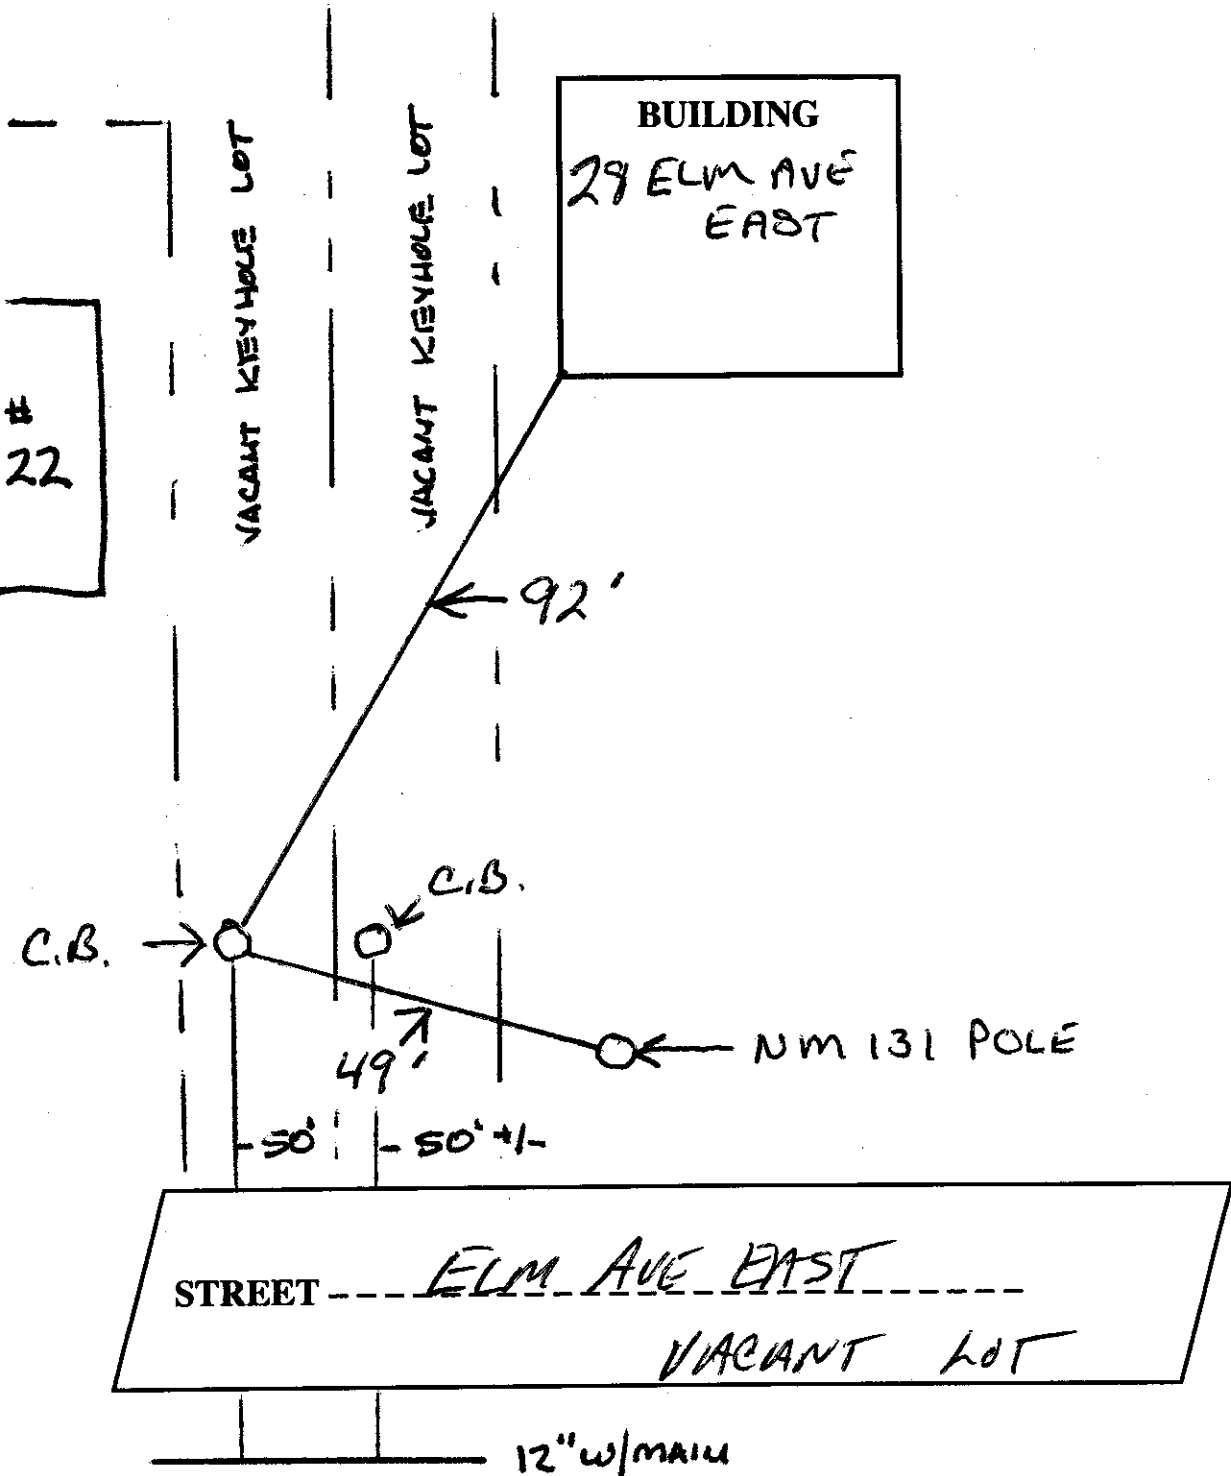 BUILDING
28 ELM AVE
EAST
VACANT KEYHOLE LOT
VACANT KEYHOLE LOT
#
22
92'
C.B.
C.B.
49'
NM 131 POLE
50'
50' +/-
STREET ELM AVE EAST
VACANT LOT
12" W/MAIN